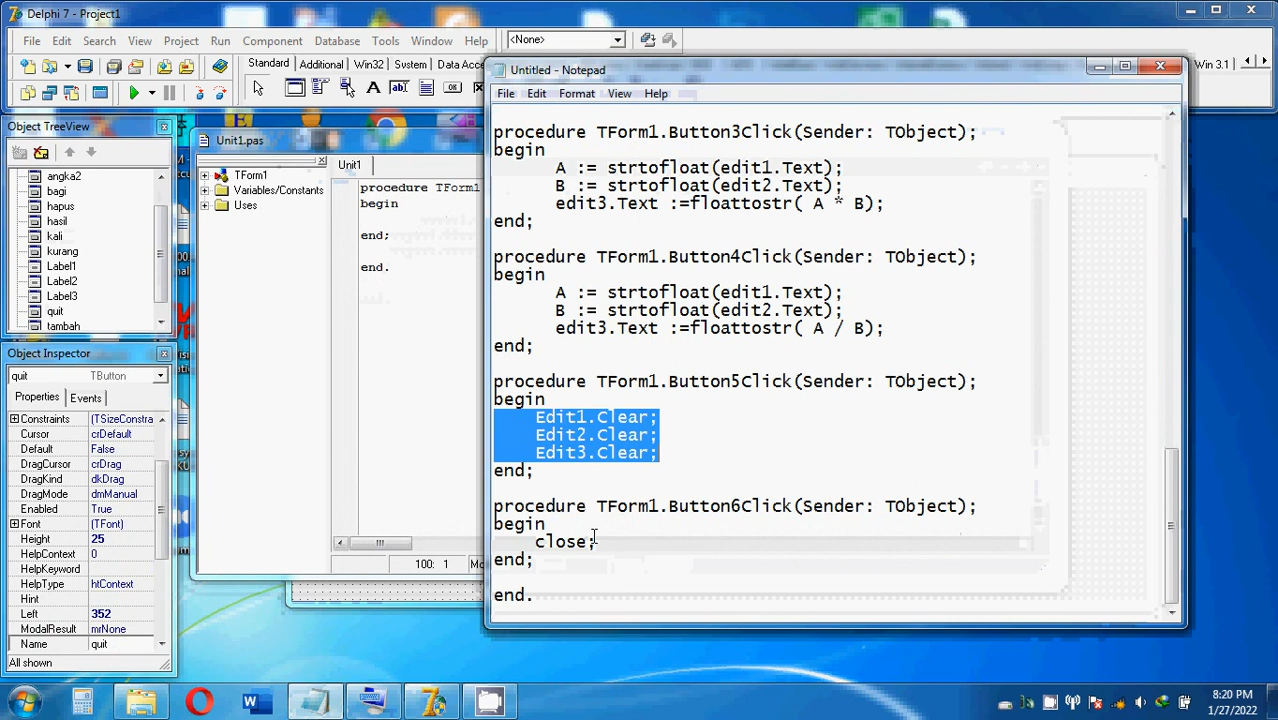 Delphi 7 - Project1
File Edit Search View Project Run Component Database Tools Window Help
<None>
Standard Additional Win32 System Data Acce
Win 3.1
Object TreeView
angka2
bagi
hapus
hasil
kali
kurang
Label1
Label2
Label3
quit
tambah
Object Inspector
quit TButton
Properties Events
Constraints (TSizeConstra
Cursor crDefault
Default False
DragCursor crDrag
DragKind dkDrag
DragMode dmManual
Enabled True
Font (TFont)
Height 25
HelpContext 0
HelpKeyword
HelpType htContext
Hint
Left 352
ModalResult mrNone
Name quit
All shown
Unit1.pas
TForm1
Variables/Constants
Uses
Unit1
procedure TForm1
begin
end;
end.
100: 1
Untitled - Notepad
File Edit Format View Help
procedure TForm1.Button3Click(Sender: TObject);
begin
A := strtofloat(edit1.Text);
B := strtofloat(edit2.Text);
edit3.Text :=floattostr( A * B);
end;
procedure TForm1.Button4Click(Sender: TObject);
begin
A := strtofloat(edit1.Text);
B := strtofloat(edit2.Text);
edit3.Text :=floattostr( A / B);
end;
procedure TForm1.Button5Click(Sender: TObject);
begin
Edit1.Clear;
Edit2.Clear;
Edit3.Clear;
end;
procedure TForm1.Button6Click(Sender: TObject);
begin
close;
end;
end.
8:20 PM
1/27/2022